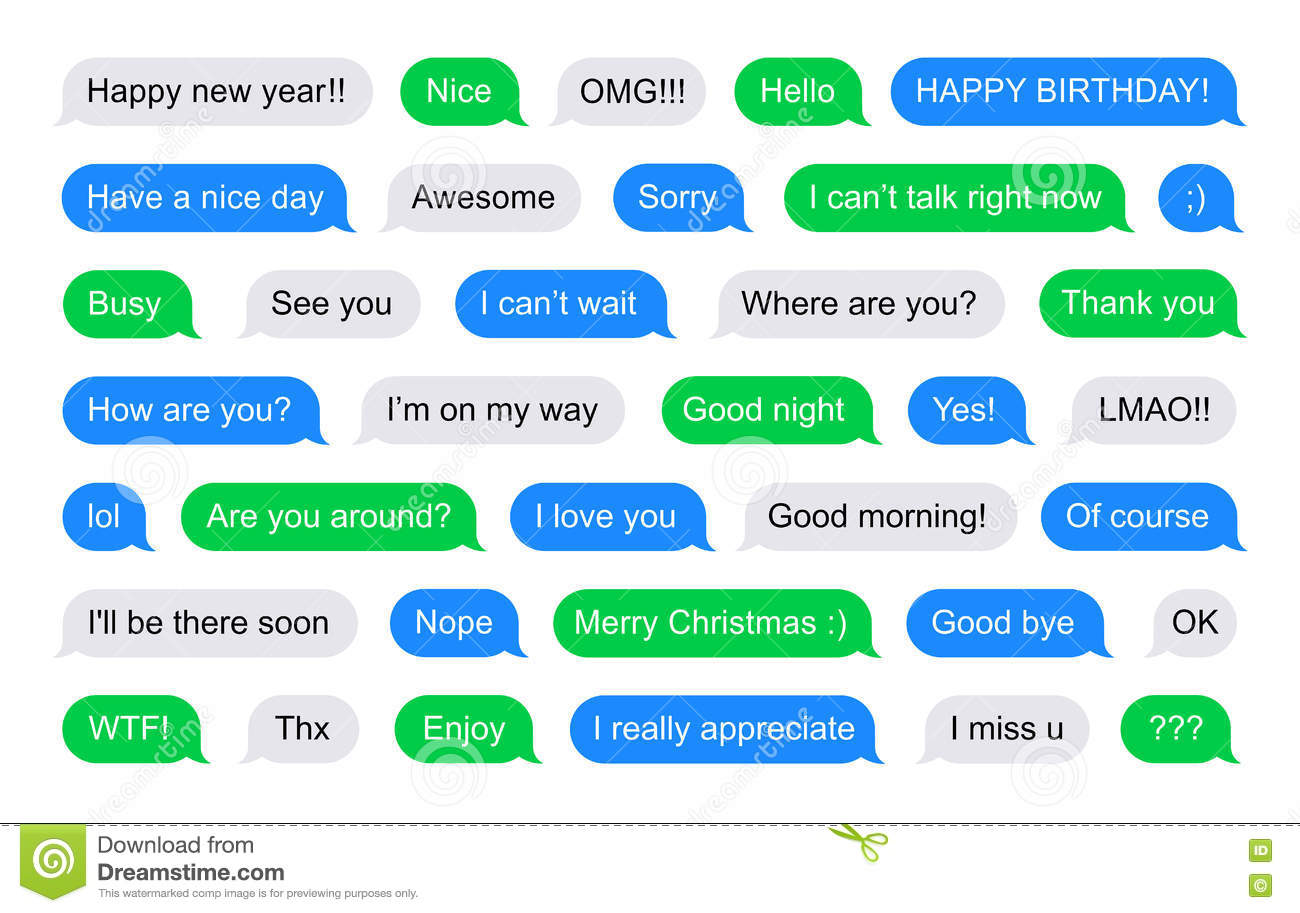 Happy new year!! Nice OMG!!! Hello HAPPY BIRTHDAY!
Have a nice day Awesome Sorry I can’t talk right now ;)
Busy See you I can’t wait Where are you? Thank you
How are you? I’m on my way Good night Yes! LMAO!!
lol Are you around? I love you Good morning! Of course
I'll be there soon Nope Merry Christmas :) Good bye OK
WTF! Thx Enjoy I really appreciate I miss u ???
Download from
Dreamstime.com
This watermarked comp image is for previewing purposes only.
ID
©